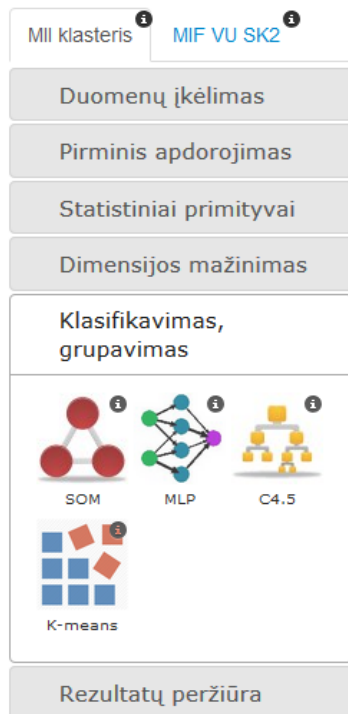 MII klasteris
MIF VU SK2
Duomenų įkėlimas
Pirminis apdorojimas
Statistiniai primityvai
Dimensijos mažinimas
Klasifikavimas,
grupavimas
SOM MLP C4.5
K-means
Rezultatų peržiūra